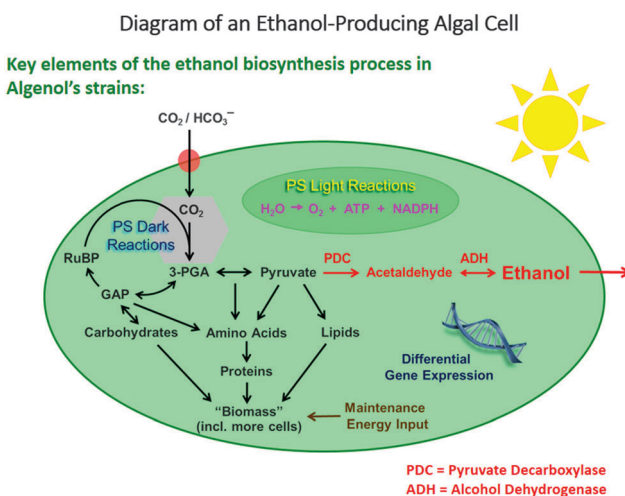 Diagram of an Ethanol-Producing Algal Cell
Key elements of the ethanol biosynthesis process in
Algenol's strains:
CO₂ / HCO₃⁻
PS Light Reactions
H₂O → O₂ + ATP + NADPH
CO₂
PS Dark
Reactions
RuBP
3-PGA
Pyruvate
PDC
Acetaldehyde
ADH
Ethanol
GAP
Carbohydrates
Amino Acids
Lipids
Differential
Gene Expression
Proteins
"Biomass"
(incl. more cells)
Maintenance
Energy Input
PDC = Pyruvate Decarboxylase
ADH = Alcohol Dehydrogenase